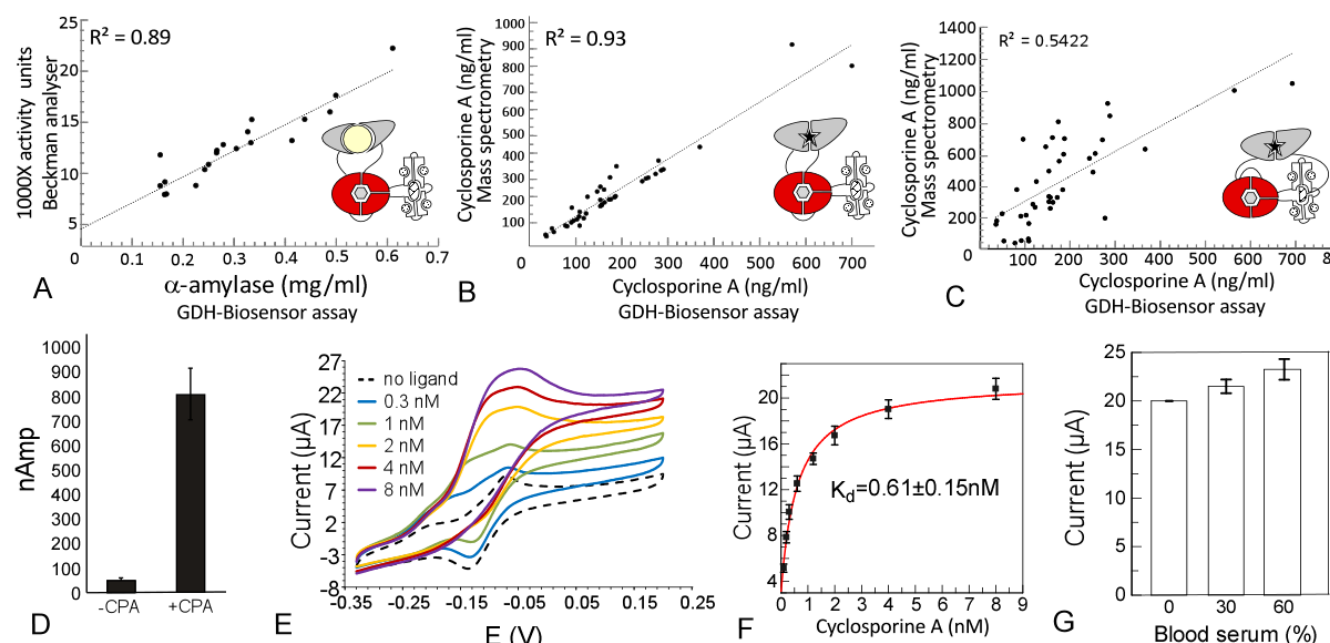 R² = 0.89
25
20
15
10
5
1000X activity units
Beckman analyser
0 0.1 0.2 0.3 0.4 0.5 0.6 0.7
α-amylase (mg/ml)
GDH-Biosensor assay
A
R² = 0.93
1000
900
800
700
600
500
400
300
200
100
Cyclosporine A (ng/ml)
Mass spectrometry
0 100 200 300 400 500 600 700
Cyclosporine A (ng/ml)
GDH-Biosensor assay
B
R² = 0.5422
1400
1200
1000
800
600
400
200
0
Cyclosporine A (ng/ml)
Mass spectrometry
0 100 200 300 400 500 600 700
Cyclosporine A (ng/ml)
GDH-Biosensor assay
C
1000
900
800
700
600
500
400
300
200
100
0
nAmp
-CPA +CPA
D
27
22
17
12
7
2
-3
-8
Current (µA)
no ligand
0.3 nM
1 nM
2 nM
4 nM
8 nM
-0.35 -0.25 -0.15 -0.05 0.05 0.15 0.25
E (V)
E
20
16
12
8
4
Current (µA)
Kd=0.61±0.15nM
0 1 2 3 4 5 6 7 8 9
Cyclosporine A (nM)
F
25
20
15
10
5
0
Current (µA)
0 30 60
Blood serum (%)
G